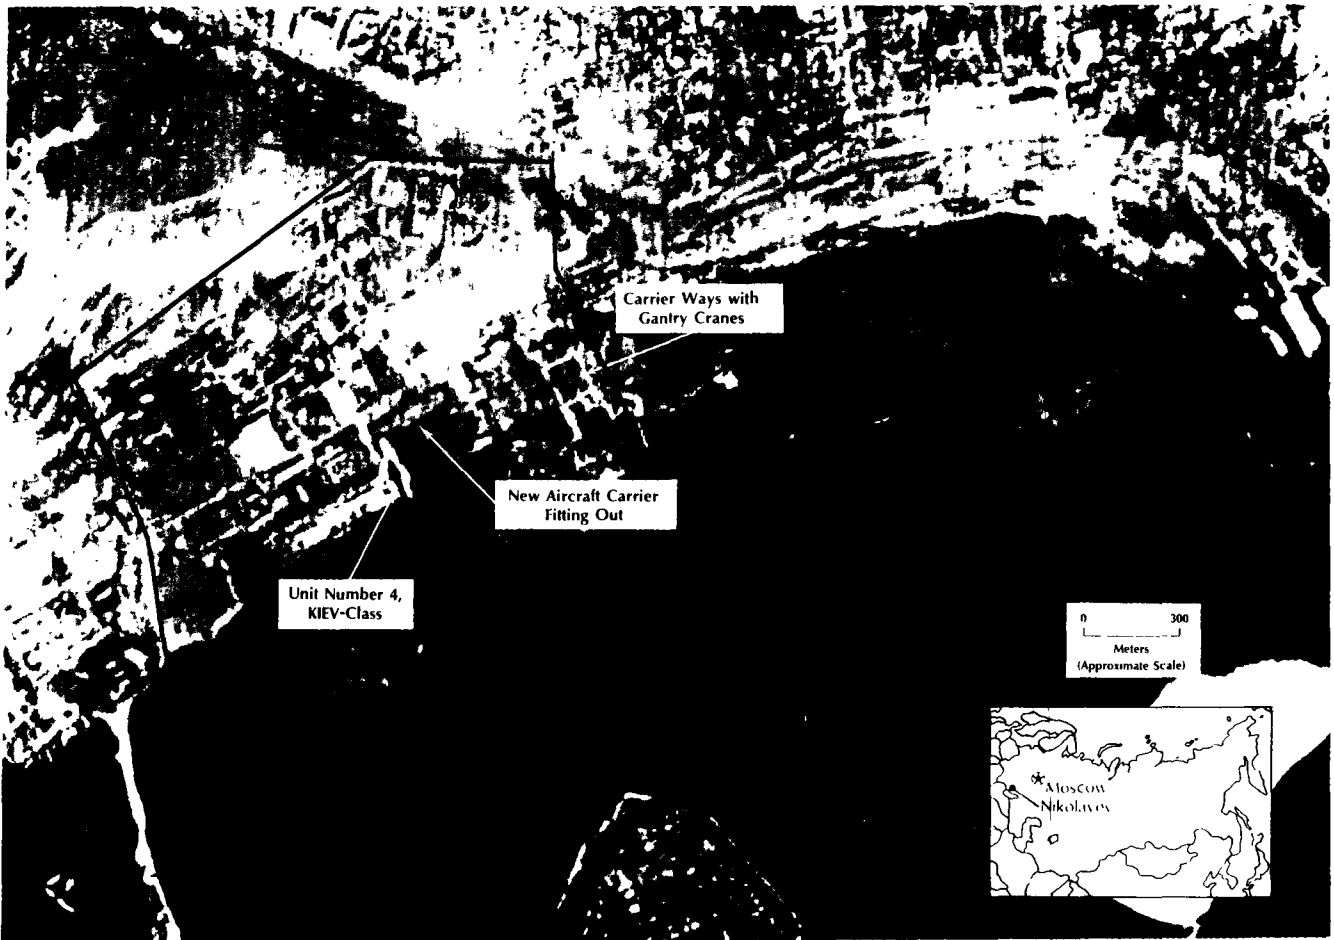 Carrier Ways with
Gantry Cranes
New Aircraft Carrier
Fitting Out
Unit Number 4,
KIEV-Class
0 300
Meters
(Approximate Scale)
Moscow
Nikolayev